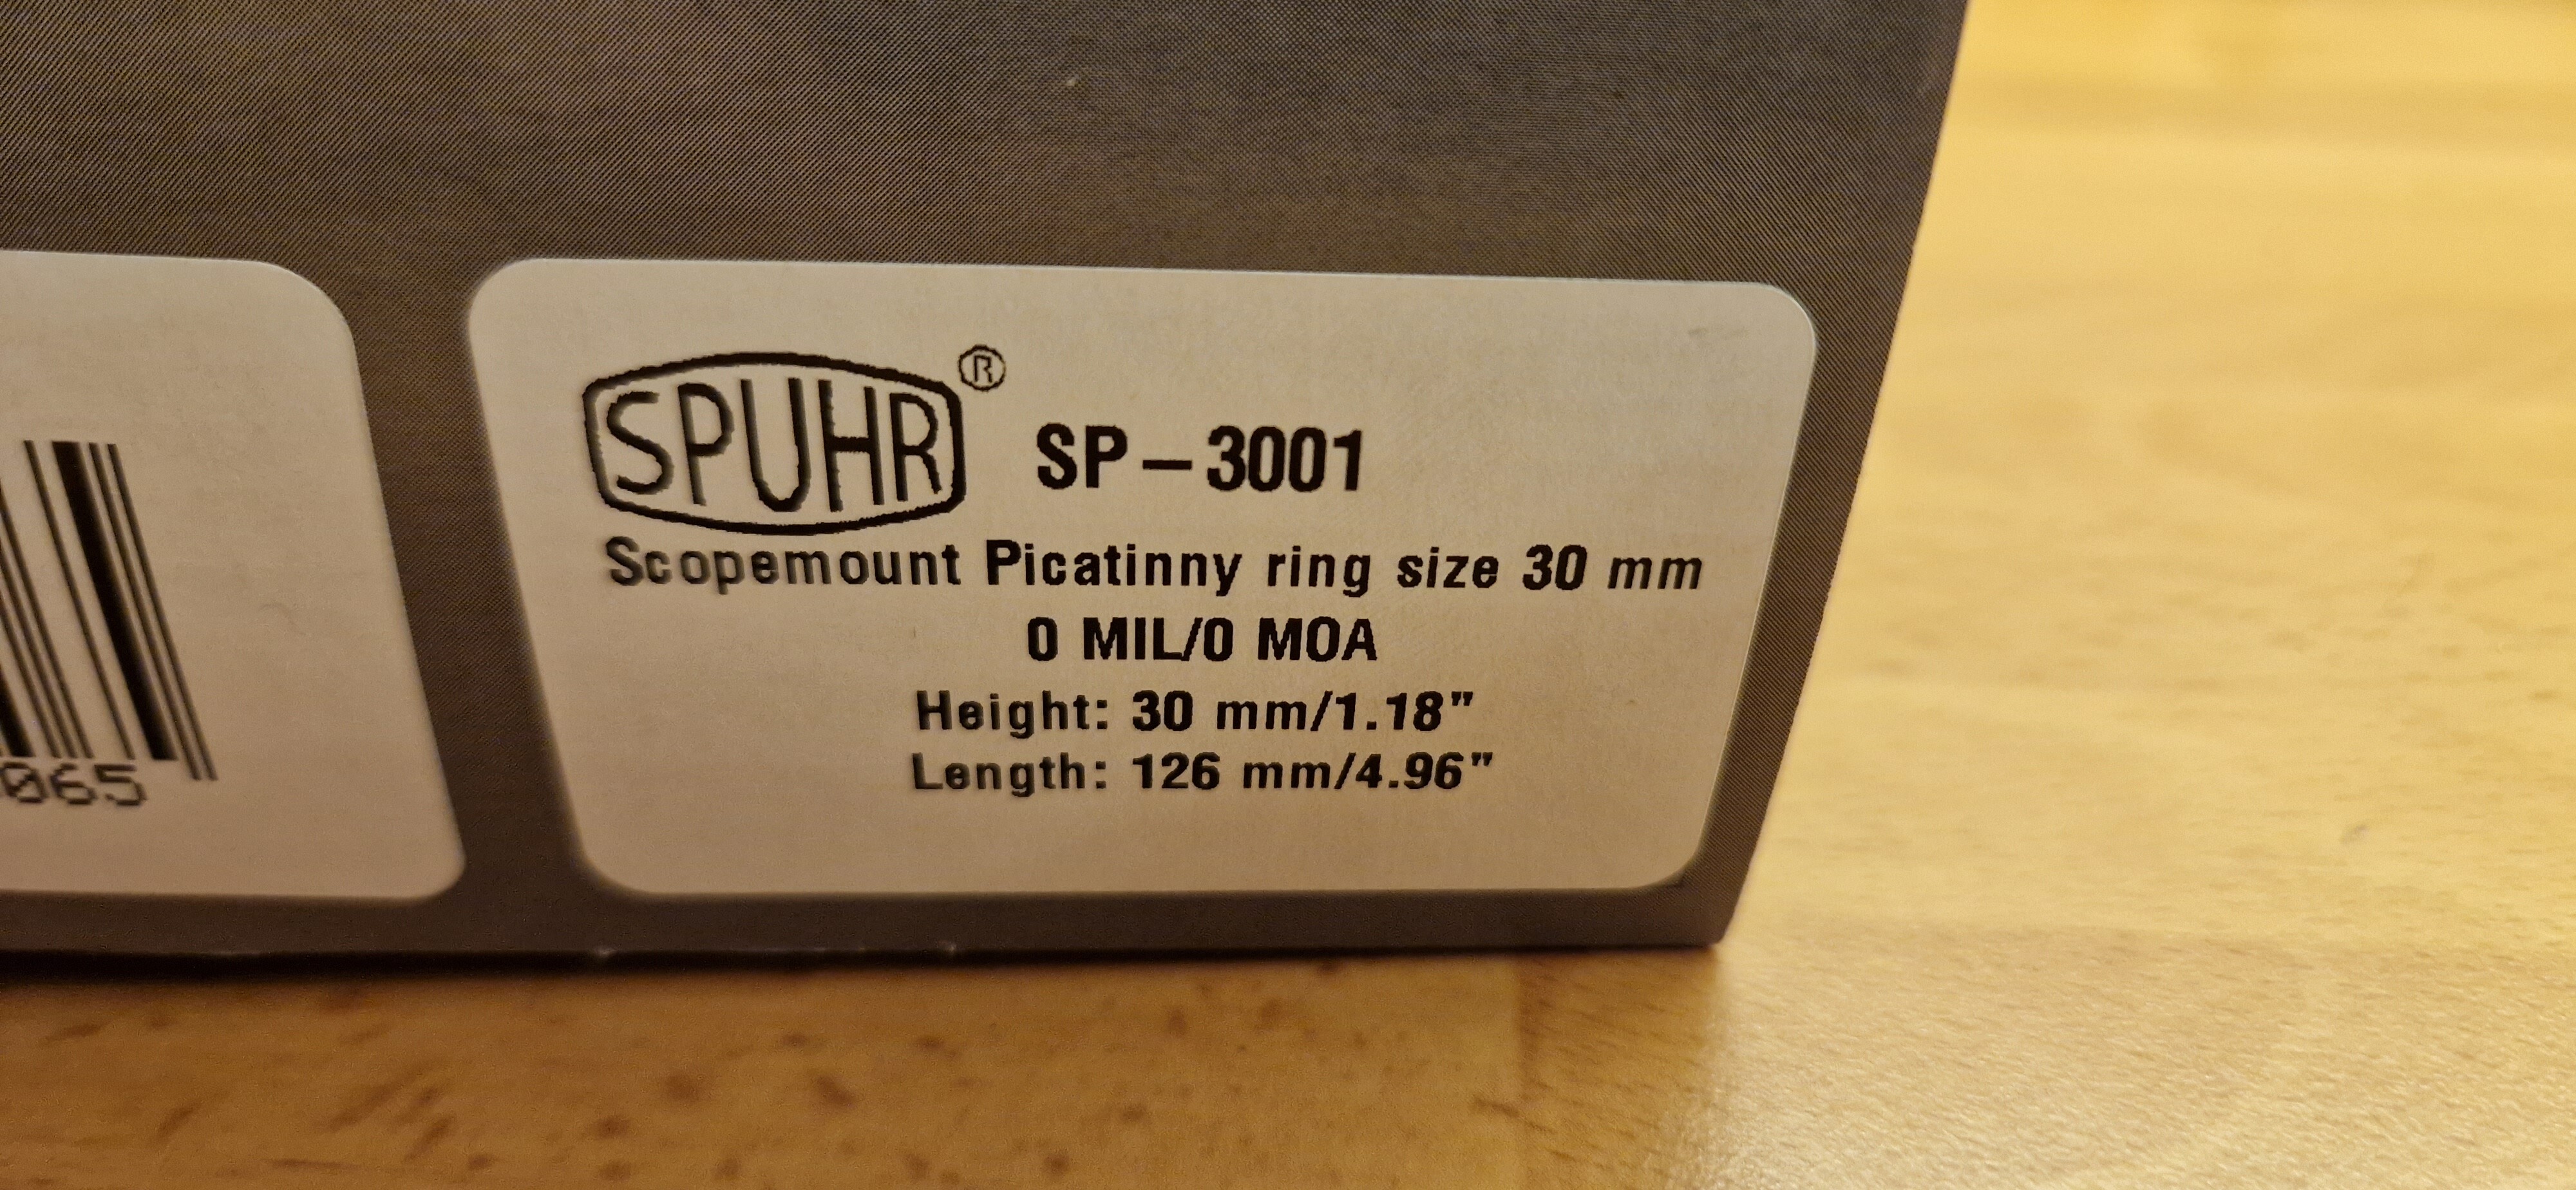 SPUHR® SP-3001
Scopemount Picatinny ring size 30 mm
0 MIL/0 MOA
Height: 30 mm/1.18"
Length: 126 mm/4.96"
065